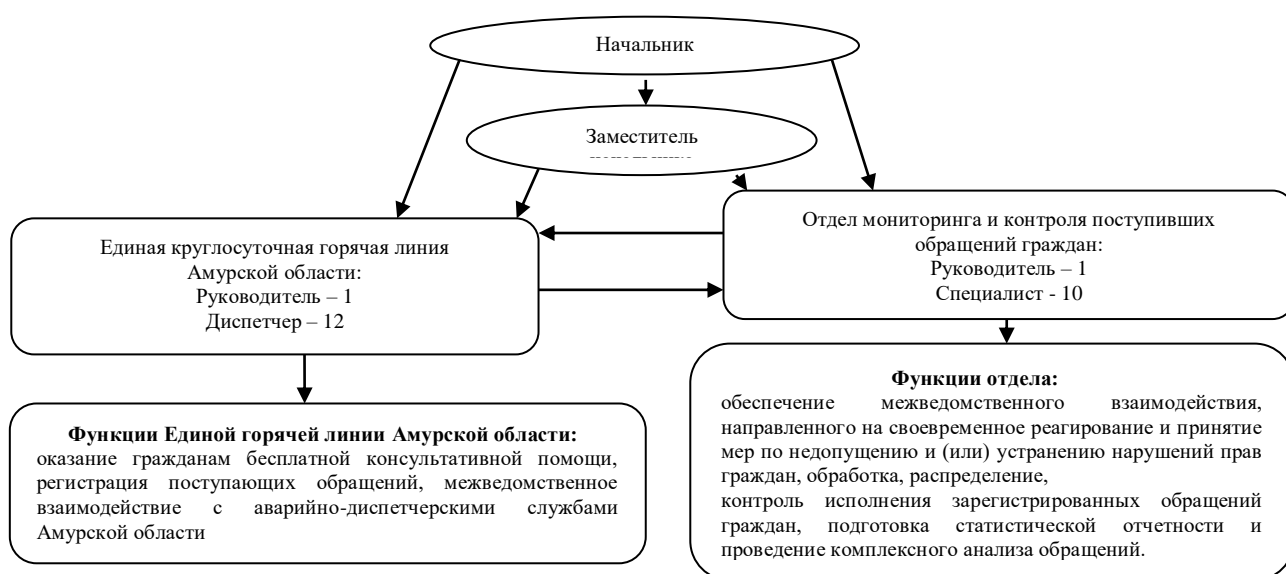 Начальник
Заместитель
Единая круглосуточная горячая линия
Амурской области:
Руководитель – 1
Диспетчер – 12
Отдел мониторинга и контроля поступивших
обращений граждан:
Руководитель – 1
Специалист - 10
Функции Единой горячей линии Амурской области:
оказание гражданам бесплатной консультативной помощи,
регистрация поступающих обращений, межведомственное
взаимодействие с аварийно-диспетчерскими службами
Амурской области
Функции отдела:
обеспечение межведомственного взаимодействия,
направленного на своевременное реагирование и принятие
мер по недопущению и (или) устранению нарушений прав
граждан, обработка, распределение,
контроль исполнения зарегистрированных обращений
граждан, подготовка статистической отчетности и
проведение комплексного анализа обращений.